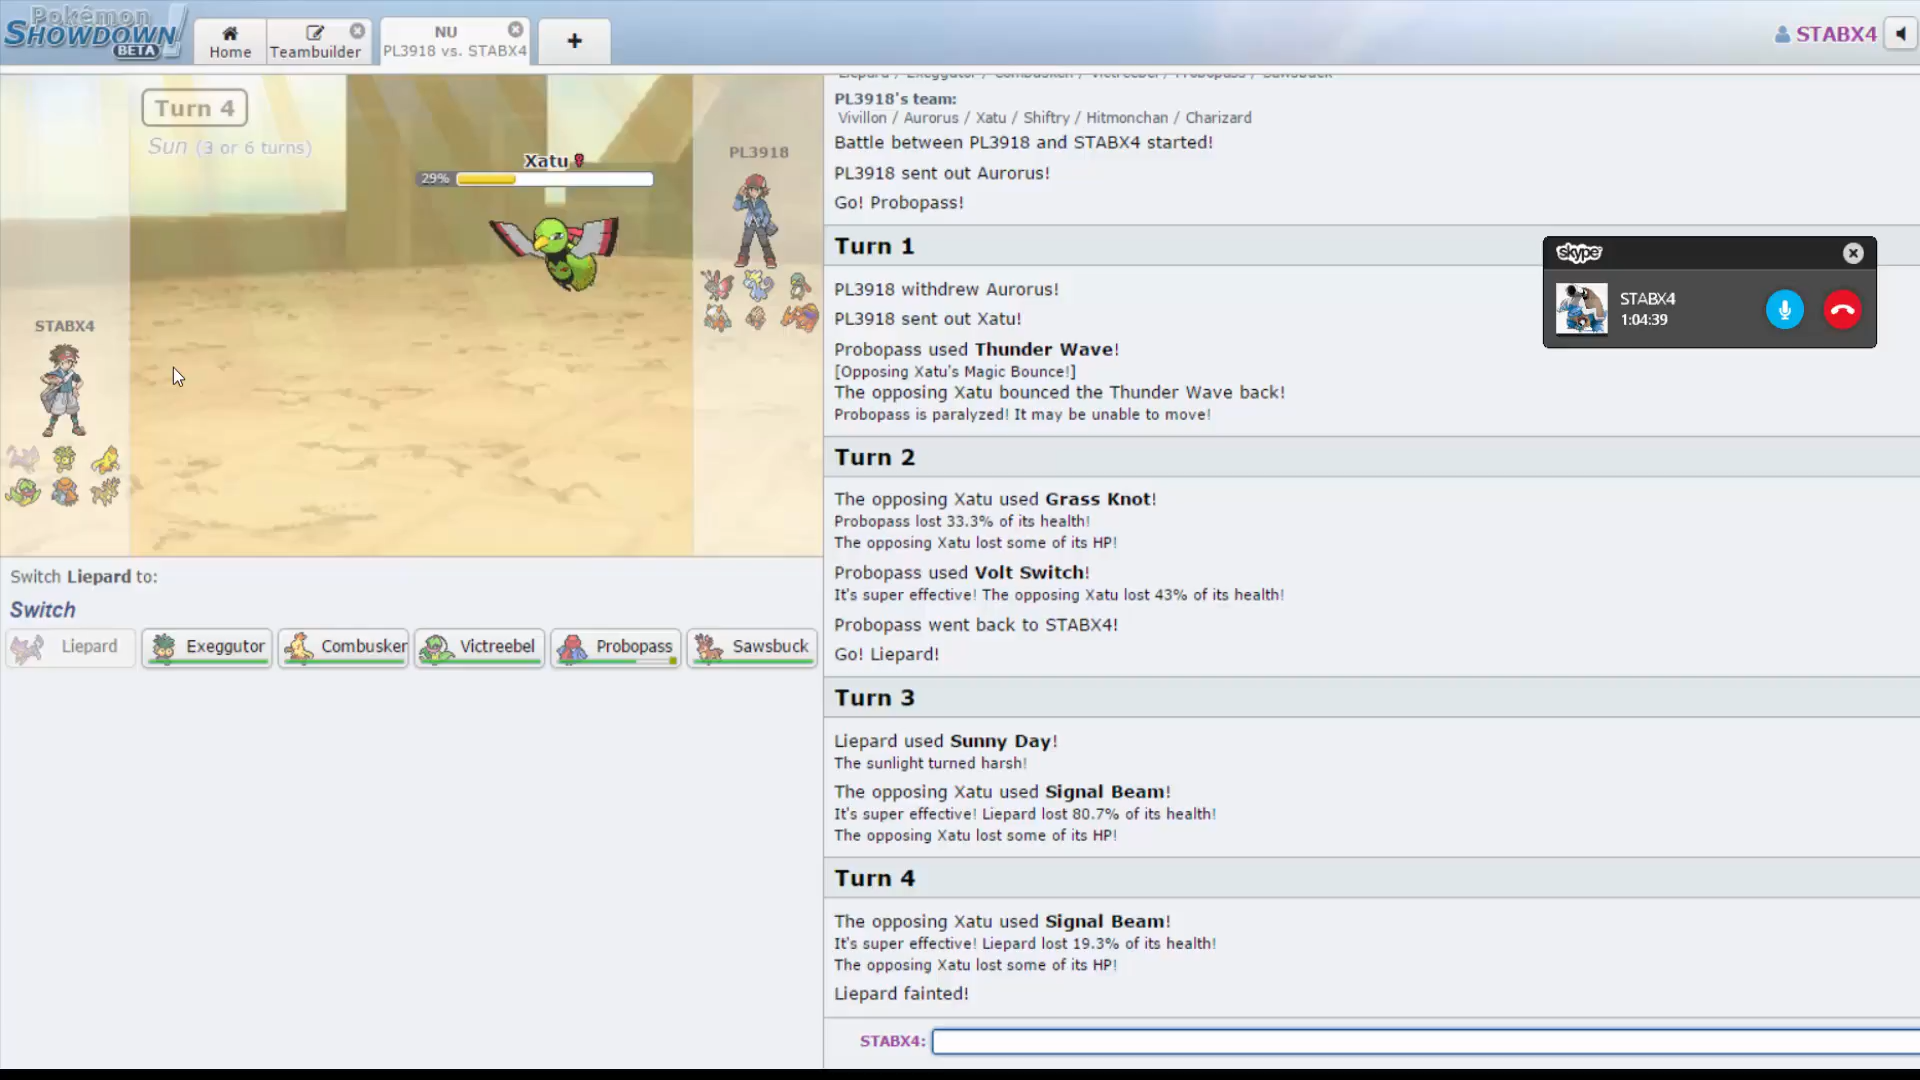 Pokémon
SHOWDOWN!
BETA
Home
Teambuilder
NU
PL3918 vs. STABX4
+
STABX4
Turn 4
Sun (3 or 6 turns)
Xatu
29%
PL3918
STABX4
Switch Liepard to:
Switch
Liepard
Exeggutor
Combusken
Victreebel
Probopass
Sawsbuck
Liepard / Exeggutor / Combusken / Victreebel / Probopass / Sawsbuck
PL3918's team:
Vivillon / Aurorus / Xatu / Shiftry / Hitmonchan / Charizard
Battle between PL3918 and STABX4 started!
PL3918 sent out Aurorus!
Go! Probopass!
Turn 1
PL3918 withdrew Aurorus!
PL3918 sent out Xatu!
Probopass used Thunder Wave!
[Opposing Xatu's Magic Bounce!]
The opposing Xatu bounced the Thunder Wave back!
Probopass is paralyzed! It may be unable to move!
Turn 2
The opposing Xatu used Grass Knot!
Probopass lost 33.3% of its health!
The opposing Xatu lost some of its HP!
Probopass used Volt Switch!
It's super effective! The opposing Xatu lost 43% of its health!
Probopass went back to STABX4!
Go! Liepard!
Turn 3
Liepard used Sunny Day!
The sunlight turned harsh!
The opposing Xatu used Signal Beam!
It's super effective! Liepard lost 80.7% of its health!
The opposing Xatu lost some of its HP!
Turn 4
The opposing Xatu used Signal Beam!
It's super effective! Liepard lost 19.3% of its health!
The opposing Xatu lost some of its HP!
Liepard fainted!
STABX4:
skype
STABX4
1:04:39